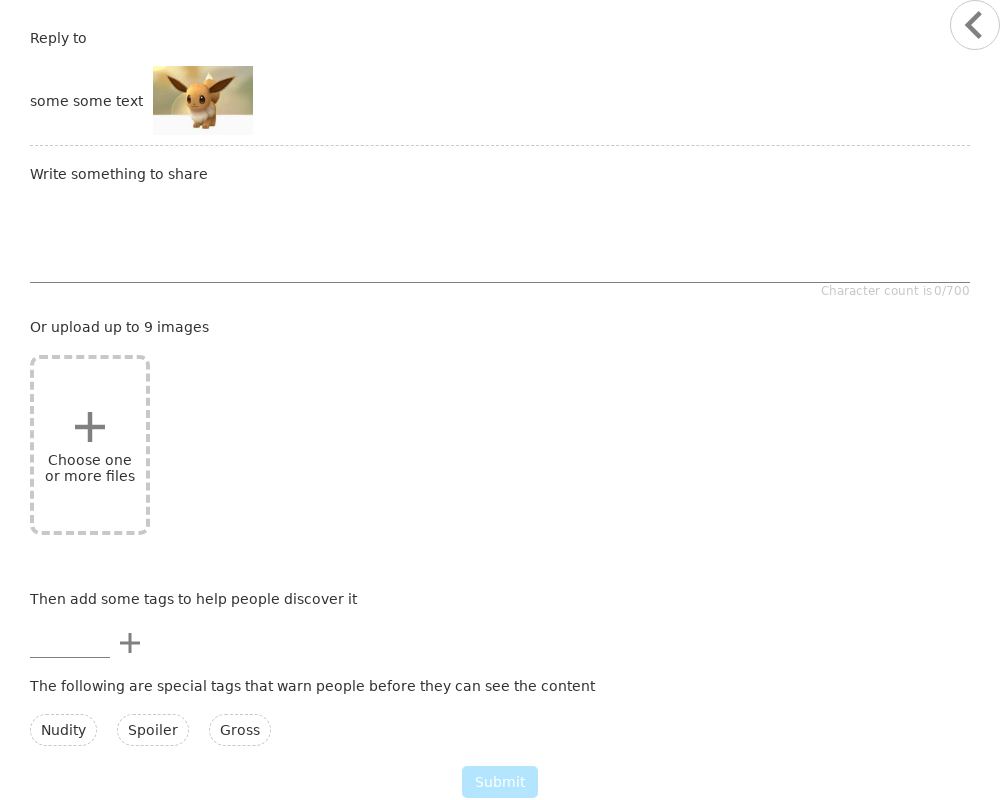 Reply to
some some text
Write something to share
Character count is 0/700
Or upload up to 9 images
Choose one
or more files
Then add some tags to help people discover it
The following are special tags that warn people before they can see the content
Nudity Spoiler Gross
Submit